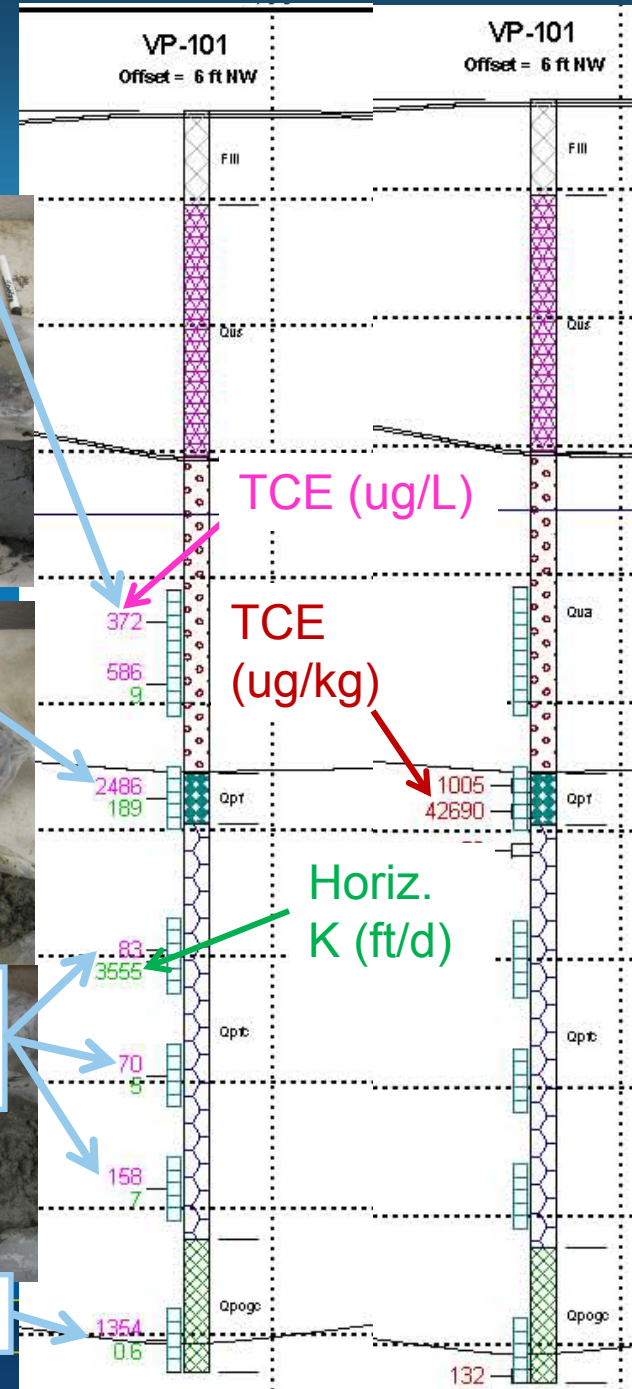 VP-101
Offset = 6 ft NW
Fill
Qus
TCE (ug/L)
372
586
9
2486
189
Qpf
Horiz.
K (ft/d)
83
3555
Qpfc
70
5
158
7
1354
0.6
Qpogc
VP-101
Offset = 6 ft NW
Fill
Qus
Qua
TCE
(ug/kg)
1005
42690
Qpf
Qpfc
Qpogc
132